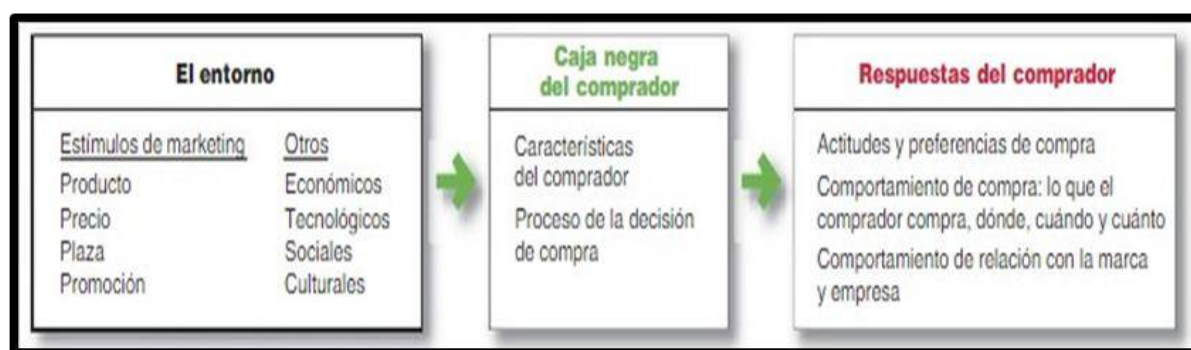 El entorno
Estímulos de marketing
Producto
Precio
Plaza
Promoción
Otros
Económicos
Tecnológicos
Sociales
Culturales
Caja negra
del comprador
Características
del comprador
Proceso de la decisión
de compra
Respuestas del comprador
Actitudes y preferencias de compra
Comportamiento de compra: lo que el
comprador compra, dónde, cuándo y cuánto
Comportamiento de relación con la marca
y empresa